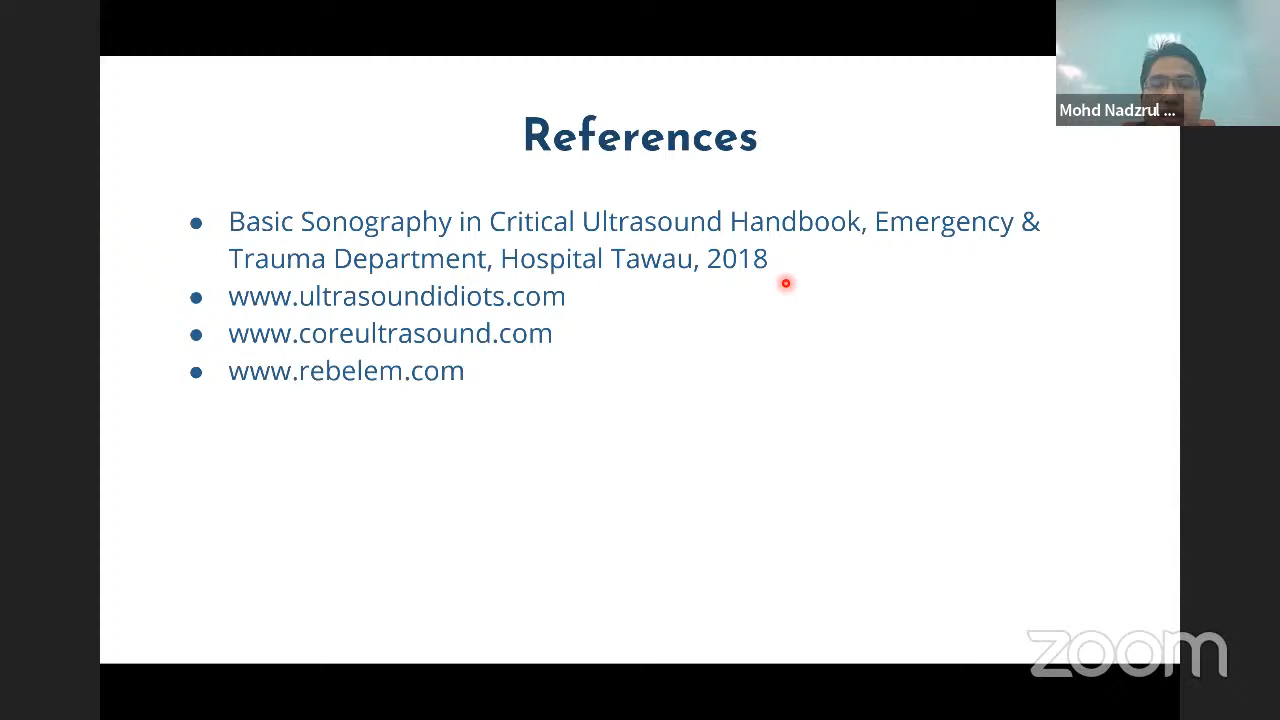 Mohd Nadzrul ...
References
● Basic Sonography in Critical Ultrasound Handbook, Emergency &
Trauma Department, Hospital Tawau, 2018
● www.ultrasoundidiots.com
● www.coreultrasound.com
● www.rebelem.com
zoom